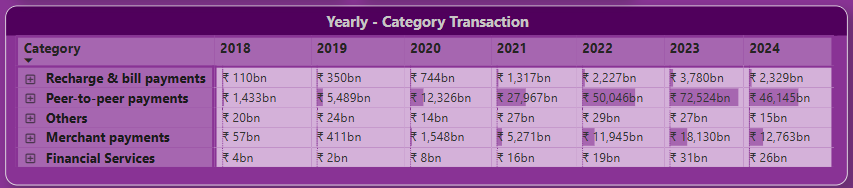 Yearly - Category Transaction
Category 2018 2019 2020 2021 2022 2023 2024
Recharge & bill payments ₹ 110bn ₹ 350bn ₹ 744bn ₹ 1,317bn ₹ 2,227bn ₹ 3,780bn ₹ 2,329bn
Peer-to-peer payments ₹ 1,433bn ₹ 5,489bn ₹ 12,326bn ₹ 27,967bn ₹ 50,046bn ₹ 72,524bn ₹ 46,145bn
Others ₹ 20bn ₹ 24bn ₹ 14bn ₹ 27bn ₹ 29bn ₹ 27bn ₹ 15bn
Merchant payments ₹ 57bn ₹ 411bn ₹ 1,548bn ₹ 5,271bn ₹ 11,945bn ₹ 18,130bn ₹ 12,763bn
Financial Services ₹ 4bn ₹ 2bn ₹ 8bn ₹ 16bn ₹ 19bn ₹ 31bn ₹ 26bn